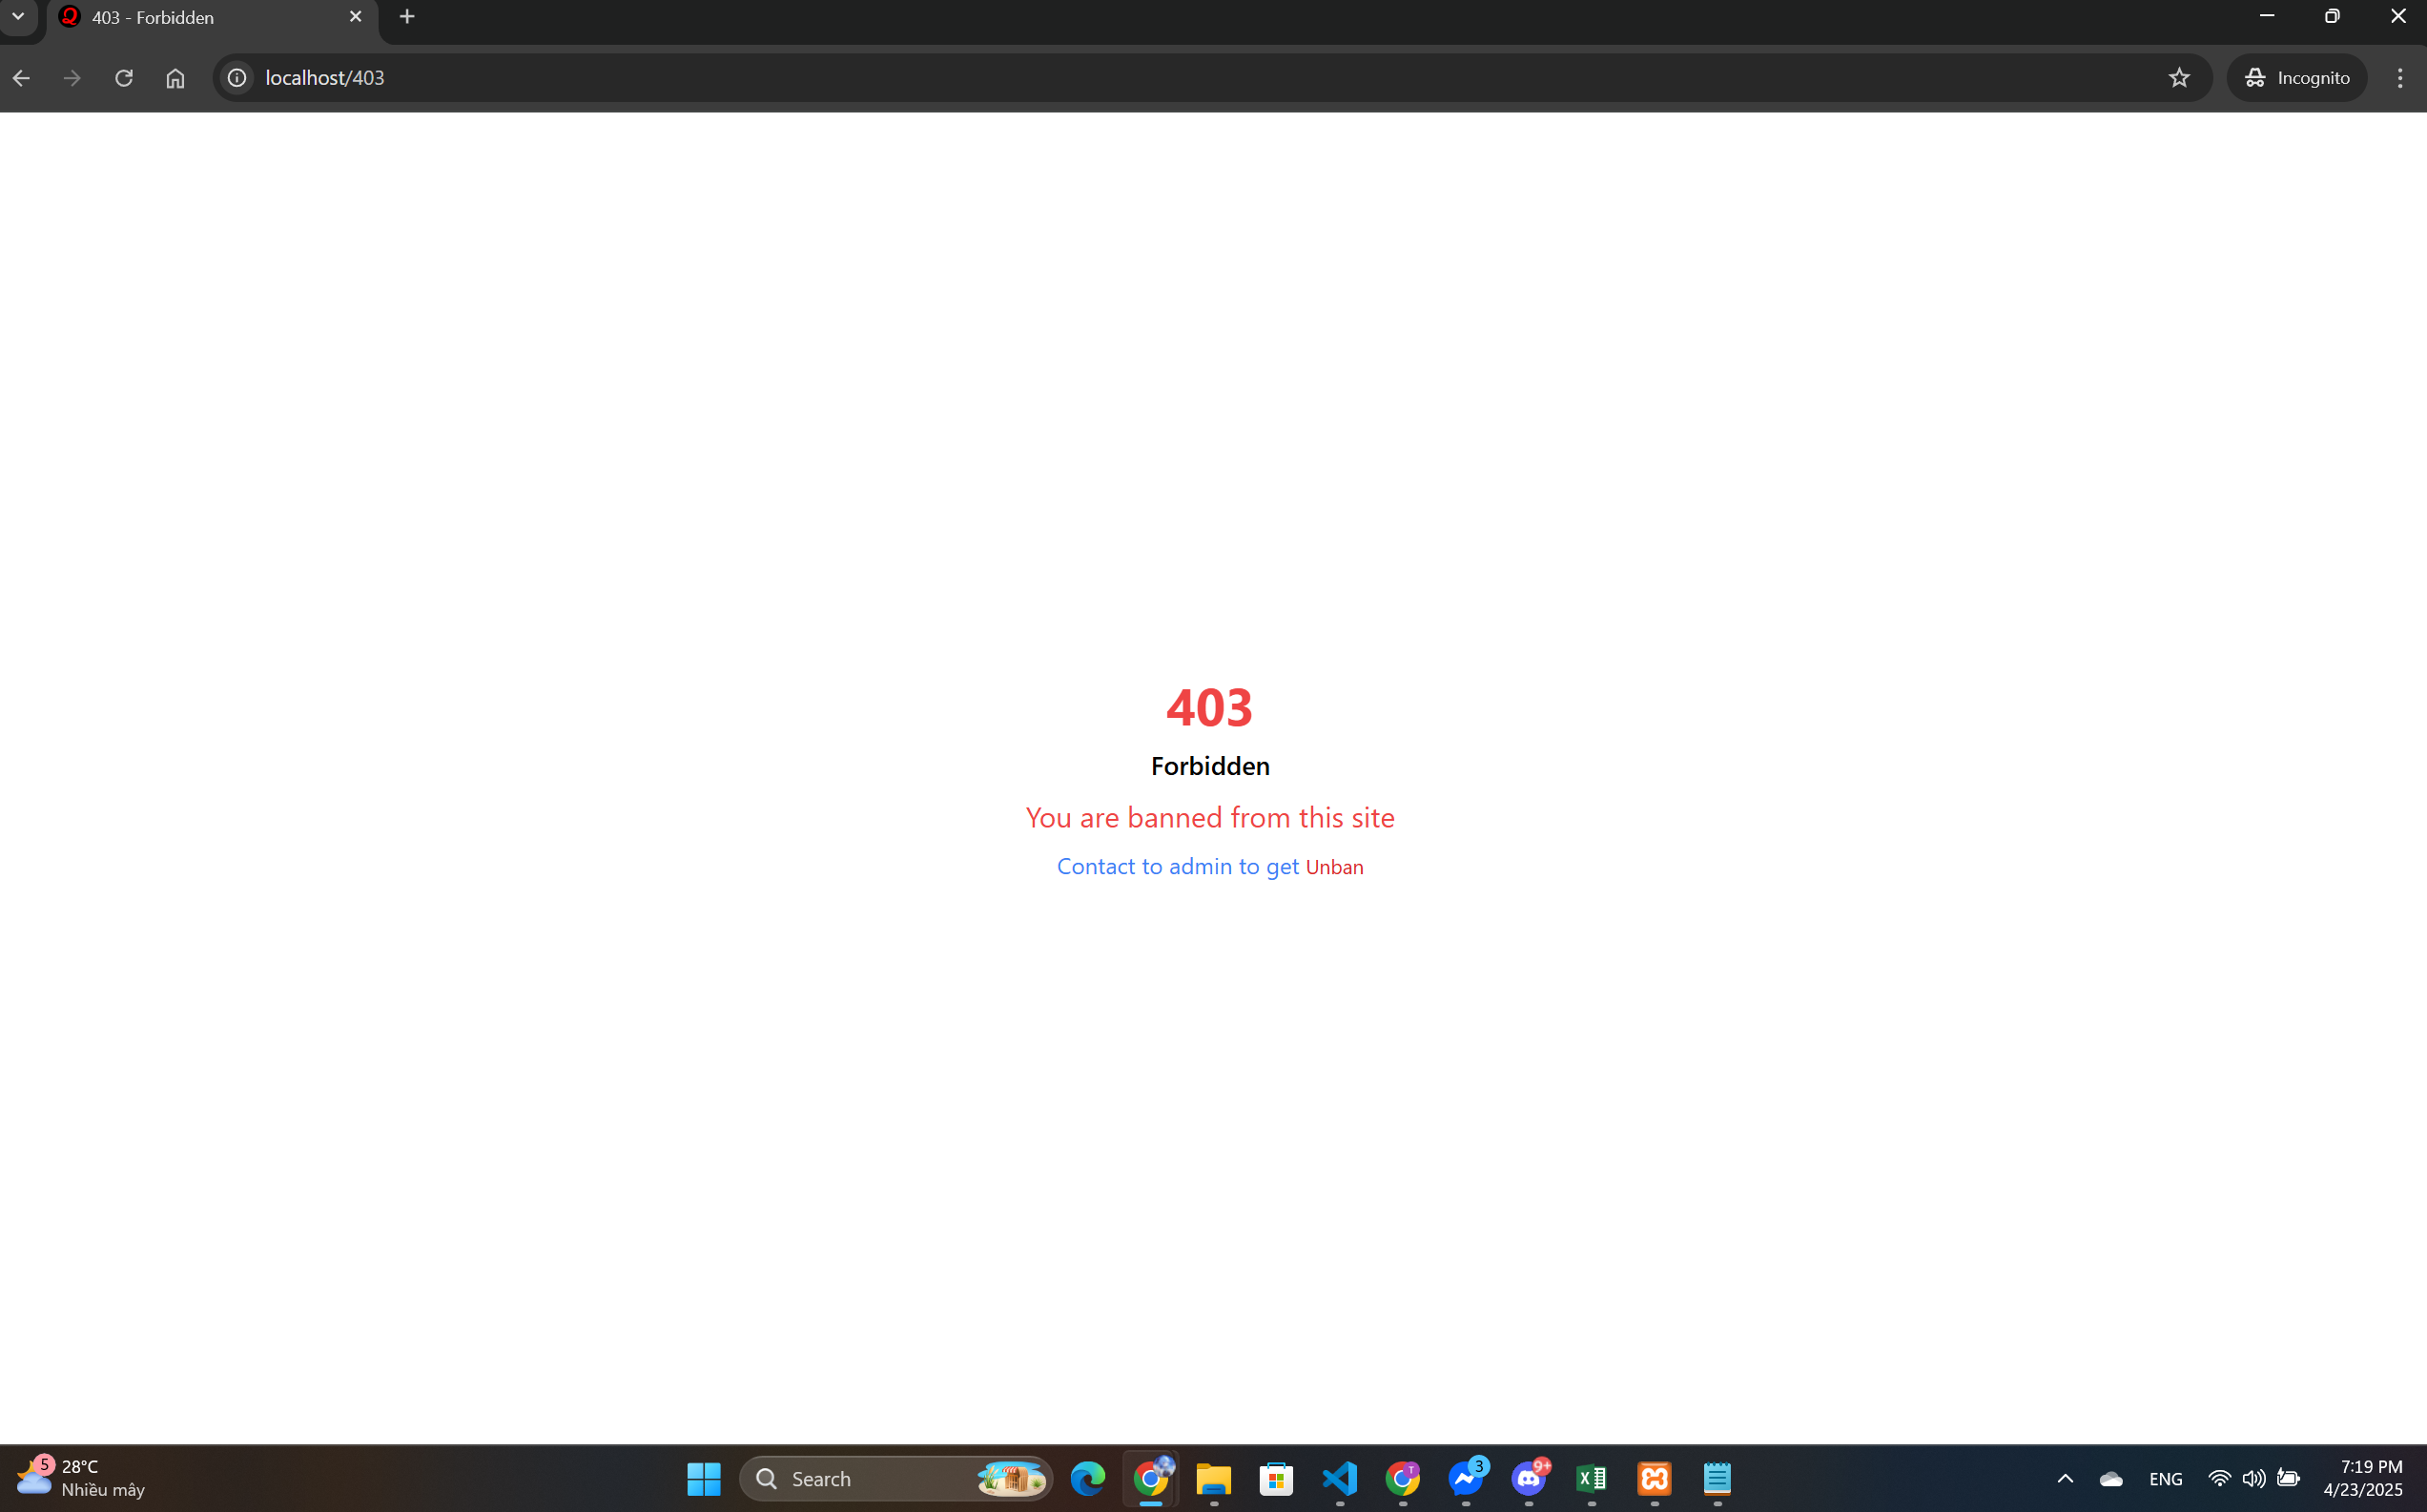 403 - Forbidden
localhost/403
Incognito
403
Forbidden
You are banned from this site
Contact to admin to get Unban
5
28°C
Nhiều mây
Search
T
3
9+
ENG
7:19 PM
4/23/2025